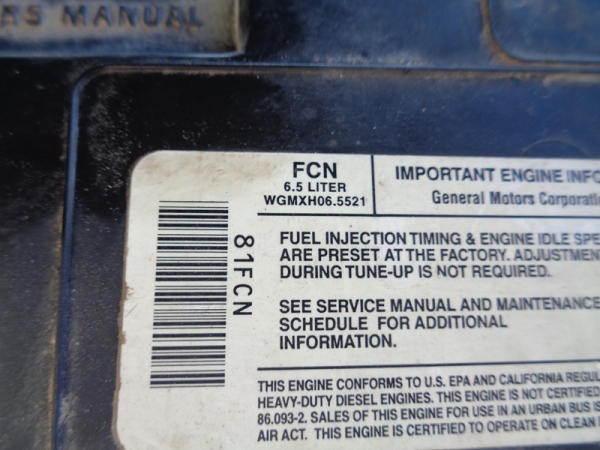 RS MANUAL
FCN
6.5 LITER
WGMXH06.5521
IMPORTANT ENGINE INFO
General Motors Corporation
81FCN
FUEL INJECTION TIMING & ENGINE IDLE SPE
ARE PRESET AT THE FACTORY. ADJUSTMENT
DURING TUNE-UP IS NOT REQUIRED.
SEE SERVICE MANUAL AND MAINTENANCE
SCHEDULE FOR ADDITIONAL
INFORMATION.
THIS ENGINE CONFORMS TO U.S. EPA AND CALIFORNIA REGUL
HEAVY-DUTY DIESEL ENGINES. THIS ENGINE IS NOT CERTIFIED
86.093-2. SALES OF THIS ENGINE FOR USE IN AN URBAN BUS IS
AIR ACT. THIS ENGINE IS CERTIFIED TO OPERATE ON CLEAN